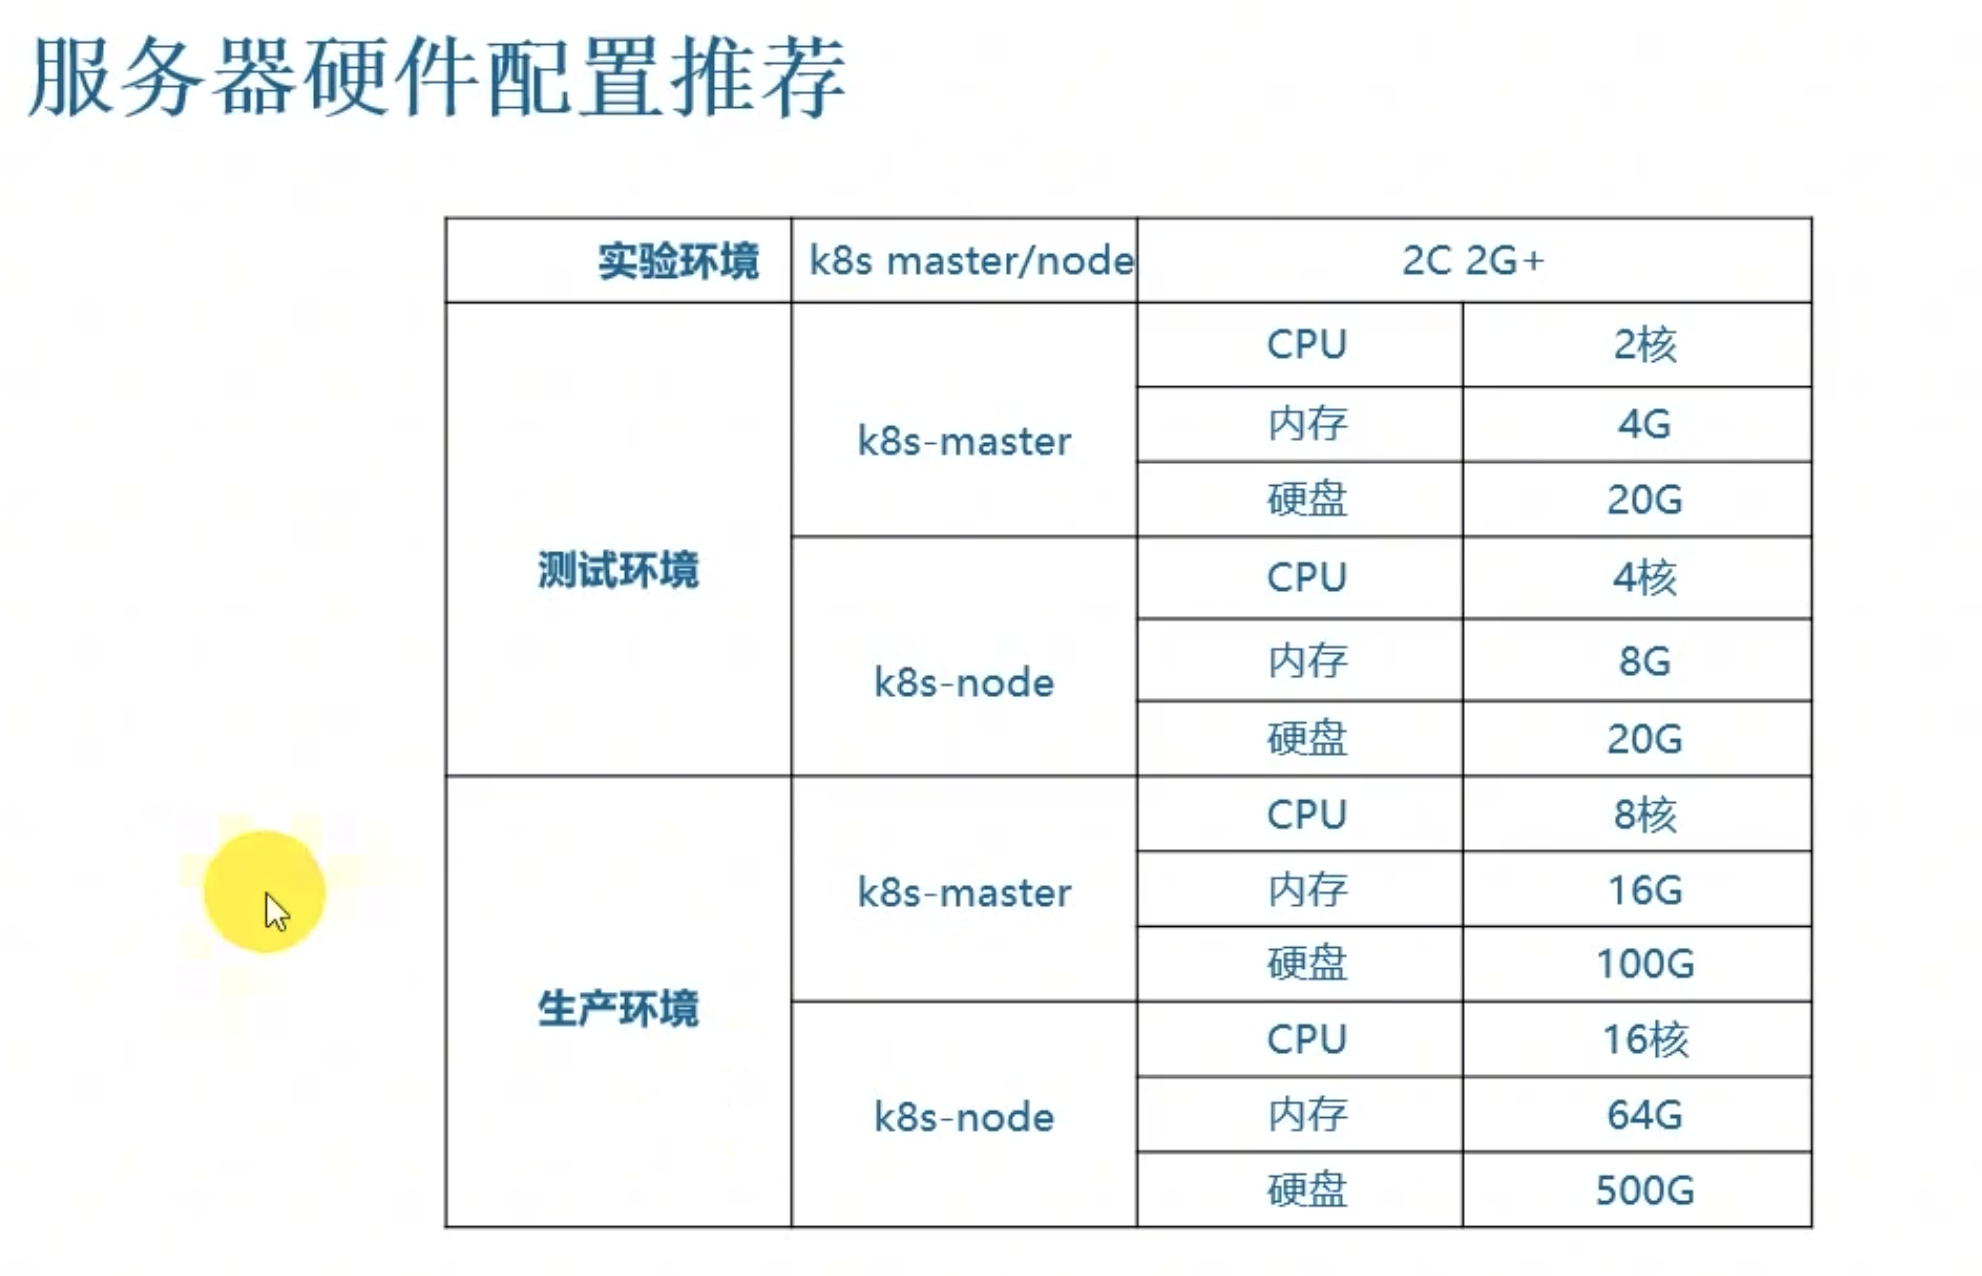 服务器硬件配置推荐
实验环境 k8s master/node 2C 2G+
测试环境 k8s-master CPU 2核
内存 4G
硬盘 20G
k8s-node CPU 4核
内存 8G
硬盘 20G
生产环境 k8s-master CPU 8核
内存 16G
硬盘 100G
k8s-node CPU 16核
内存 64G
硬盘 500G